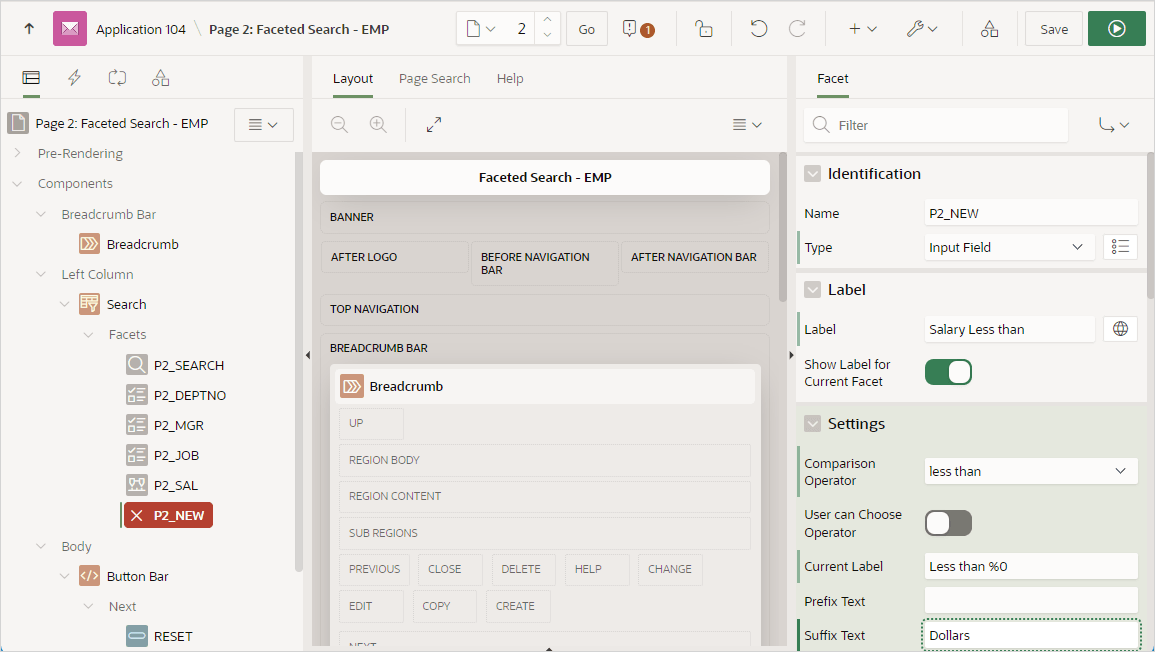 Application 104 \ Page 2: Faceted Search - EMP
2
Go
1
Save
Page 2: Faceted Search - EMP
Pre-Rendering
Components
Breadcrumb Bar
Breadcrumb
Left Column
Search
Facets
P2_SEARCH
P2_DEPTNO
P2_MGR
P2_JOB
P2_SAL
P2_NEW
Body
Button Bar
Next
RESET
Layout Page Search Help
Faceted Search - EMP
BANNER
AFTER LOGO
BEFORE NAVIGATION
BAR
AFTER NAVIGATION BAR
TOP NAVIGATION
BREADCRUMB BAR
Breadcrumb
UP
REGION BODY
REGION CONTENT
SUB REGIONS
PREVIOUS CLOSE DELETE HELP CHANGE
EDIT COPY CREATE
NEXT
Facet
Filter
Identification
Name P2_NEW
Type Input Field
Label
Label Salary Less than
Show Label for
Current Facet
Settings
Comparison
Operator
less than
User can Choose
Operator
Current Label Less than %0
Prefix Text
Suffix Text Dollars